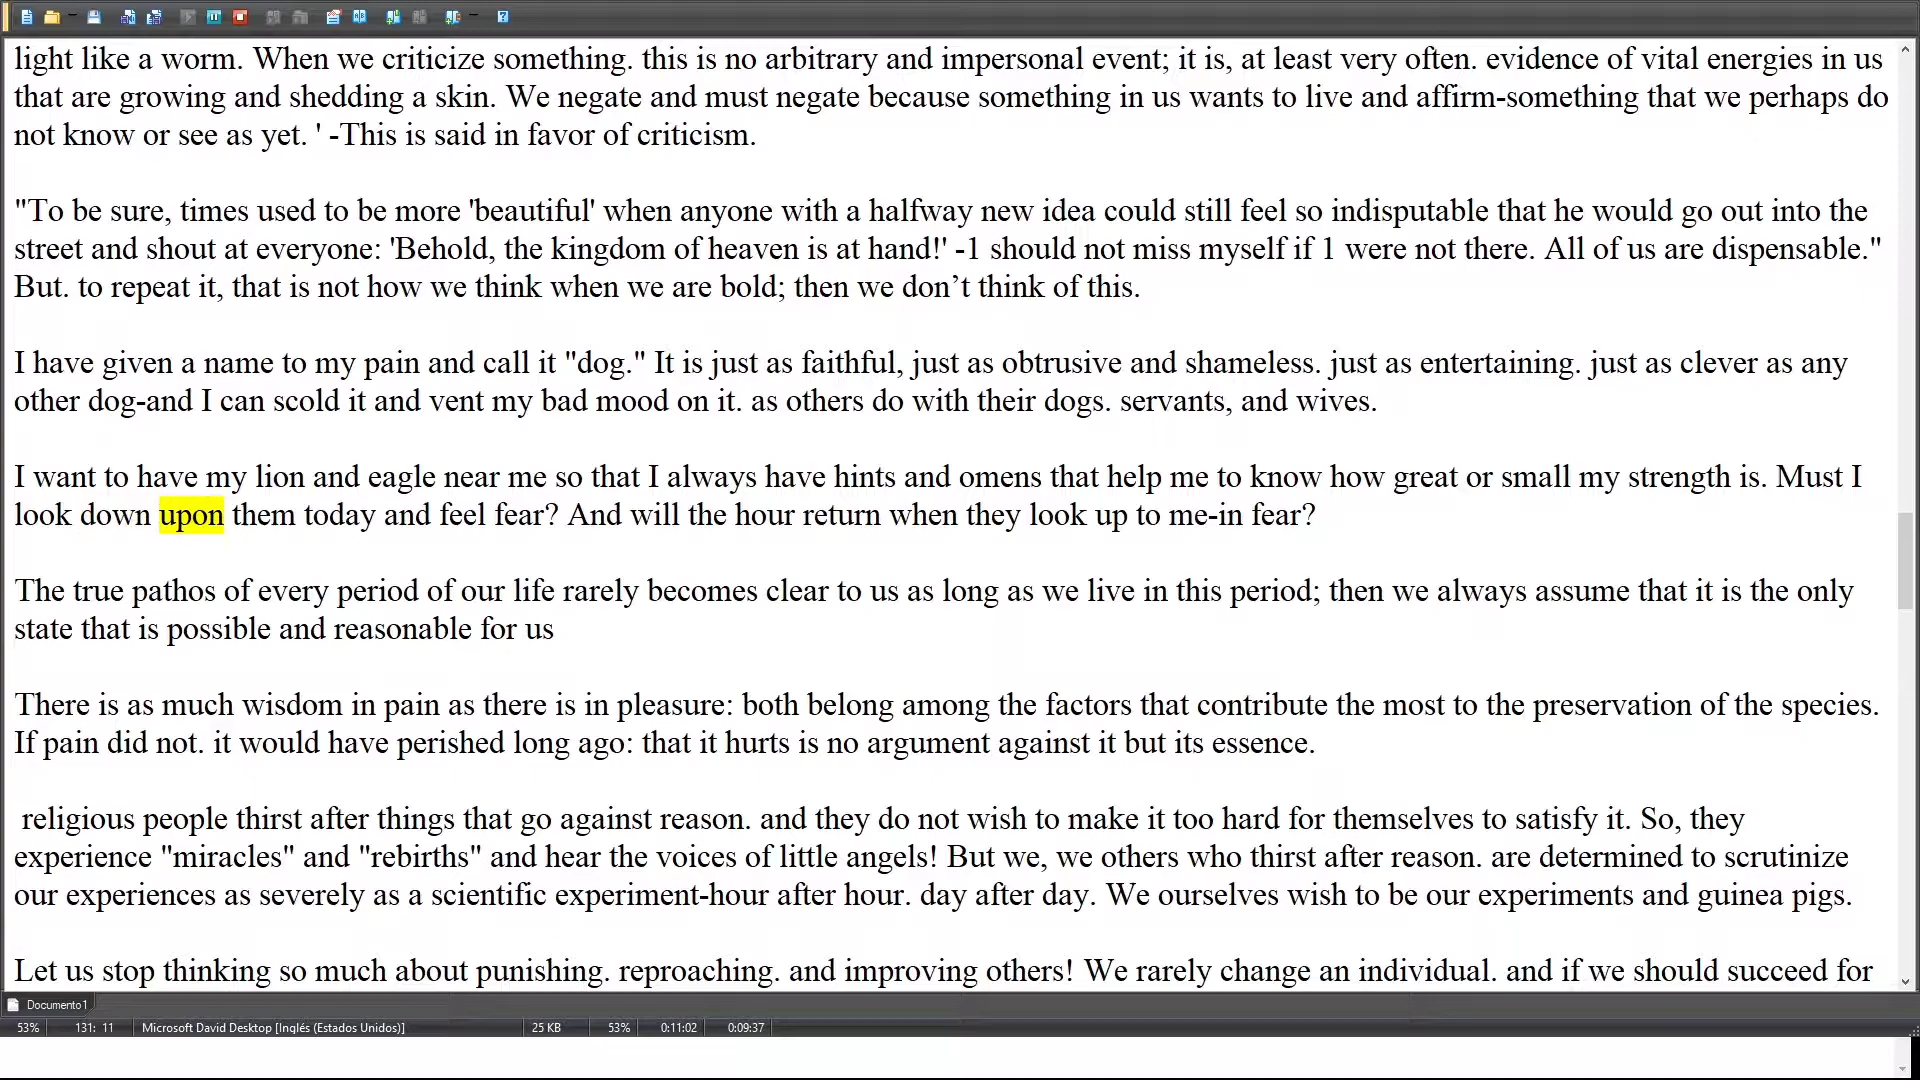 light like a worm. When we criticize something. this is no arbitrary and impersonal event; it is, at least very often. evidence of vital energies in us
that are growing and shedding a skin. We negate and must negate because something in us wants to live and affirm-something that we perhaps do
not know or see as yet. ' -This is said in favor of criticism.
"To be sure, times used to be more 'beautiful' when anyone with a halfway new idea could still feel so indisputable that he would go out into the
street and shout at everyone: 'Behold, the kingdom of heaven is at hand!' -1 should not miss myself if 1 were not there. All of us are dispensable."
But. to repeat it, that is not how we think when we are bold; then we don’t think of this.
I have given a name to my pain and call it "dog." It is just as faithful, just as obtrusive and shameless. just as entertaining. just as clever as any
other dog-and I can scold it and vent my bad mood on it. as others do with their dogs. servants, and wives.
I want to have my lion and eagle near me so that I always have hints and omens that help me to know how great or small my strength is. Must I
look down upon them today and feel fear? And will the hour return when they look up to me-in fear?
The true pathos of every period of our life rarely becomes clear to us as long as we live in this period; then we always assume that it is the only
state that is possible and reasonable for us
There is as much wisdom in pain as there is in pleasure: both belong among the factors that contribute the most to the preservation of the species.
If pain did not. it would have perished long ago: that it hurts is no argument against it but its essence.
religious people thirst after things that go against reason. and they do not wish to make it too hard for themselves to satisfy it. So, they
experience "miracles" and "rebirths" and hear the voices of little angels! But we, we others who thirst after reason. are determined to scrutinize
our experiences as severely as a scientific experiment-hour after hour. day after day. We ourselves wish to be our experiments and guinea pigs.
Let us stop thinking so much about punishing. reproaching. and improving others! We rarely change an individual. and if we should succeed for
Documento1
53% 131: 11 Microsoft David Desktop [Inglés (Estados Unidos)] 25 KB 53% 0:11:02 0:09:37